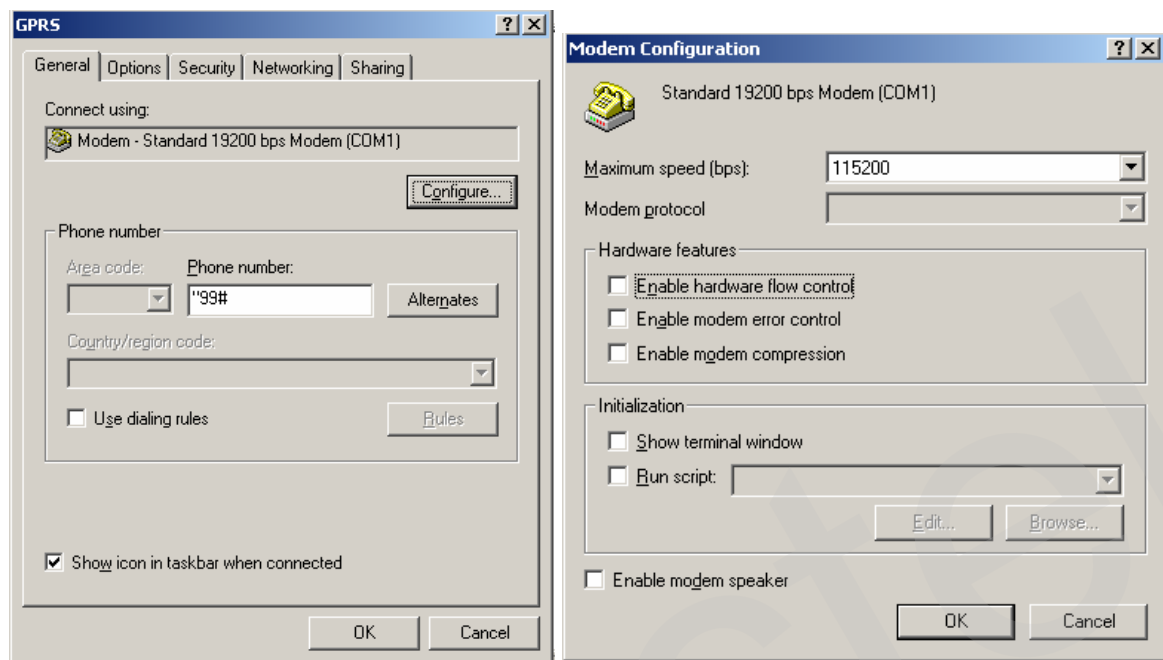 GPRS
General Options Security Networking Sharing
Connect using:
Modem - Standard 19200 bps Modem (COM1)
Configure...
Phone number
Area code: Phone number:
"99# Alternates
Country/region code:
Use dialing rules Rules
Show icon in taskbar when connected
OK Cancel
Modem Configuration
Standard 19200 bps Modem (COM1)
Maximum speed (bps): 115200
Modem protocol
Hardware features
Enable hardware flow control
Enable modem error control
Enable modem compression
Initialization
Show terminal window
Run script:
Edit... Browse...
Enable modem speaker
OK Cancel